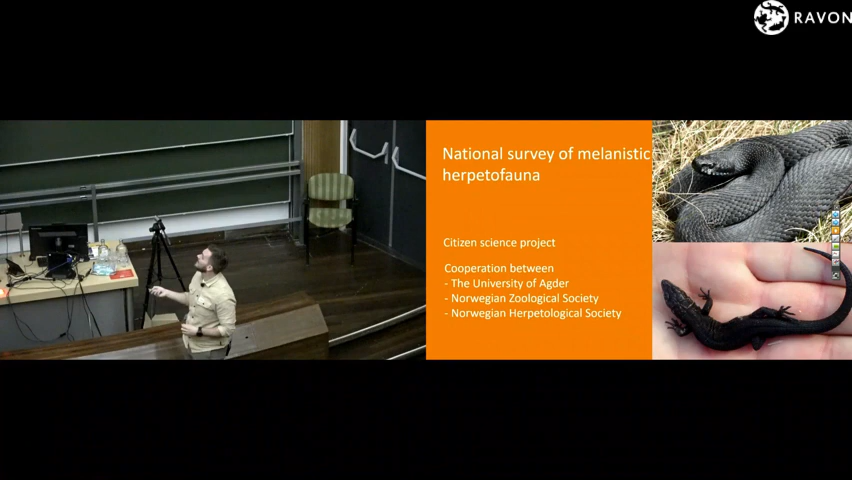 RAVON
National survey of melanistic
herpetofauna
Citizen science project
Cooperation between
- The University of Agder
- Norwegian Zoological Society
- Norwegian Herpetological Society